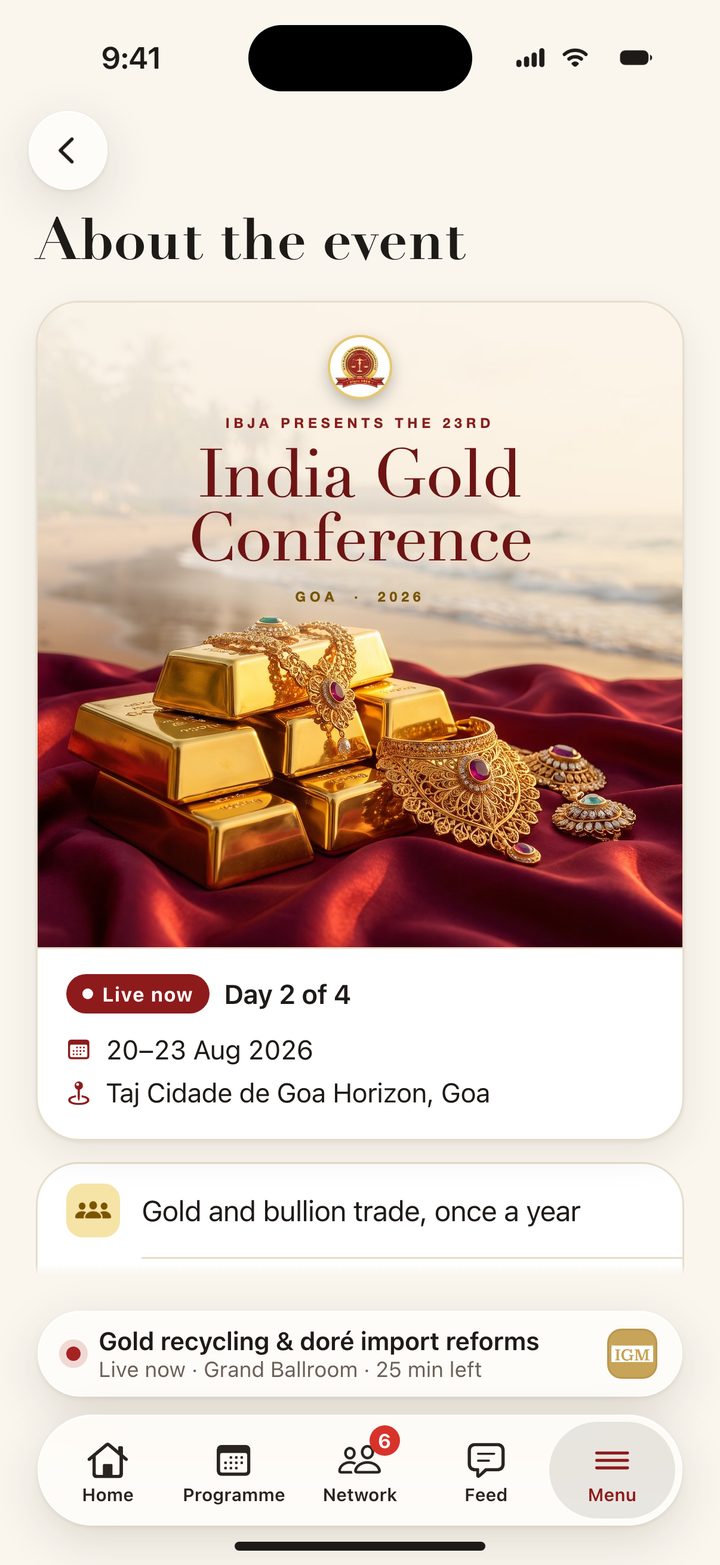 9:41
About the event
IBJA PRESENTS THE 23RD
India Gold
Conference
GOA · 2026
Live now Day 2 of 4
20–23 Aug 2026
Taj Cidade de Goa Horizon, Goa
Gold and bullion trade, once a year
Gold recycling & doré import reforms
Live now · Grand Ballroom · 25 min left
IGM
6
Home Programme Network Feed Menu